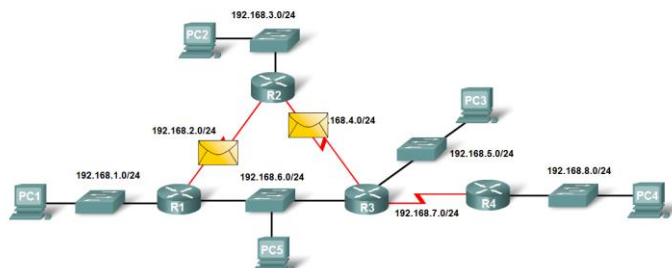 192.168.3.0/24
PC2
R2
192.168.2.0/24
.168.4.0/24
PC3
192.168.5.0/24
192.168.1.0/24
192.168.6.0/24
192.168.8.0/24
PC1
R1
R3
R4
PC4
192.168.7.0/24
PC5